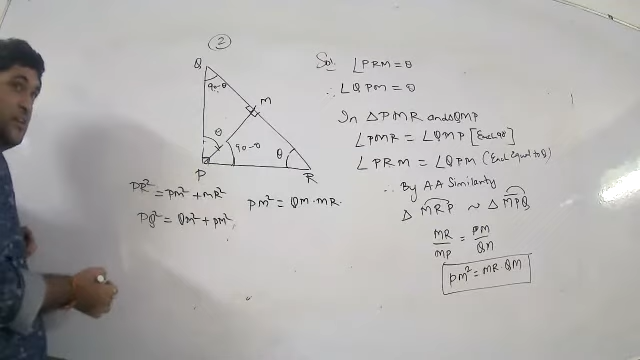 2
Q
90-θ
M
θ
90-θ
θ
P
R
PR² = PM² + MR²
PM² = QM · MR.
PQ² = QM² + PM²
Sol: ∠PRM = θ
∴ ∠QPM = θ
In △PMR and △QMP
∠PMR = ∠QMP [Each 90°]
∠PRM = ∠QPM (Each Equal to θ)
∴ By AA Similarity
△ MRP ~ △ MPQ
MR/MP = PM/QM
PM² = MR · QM